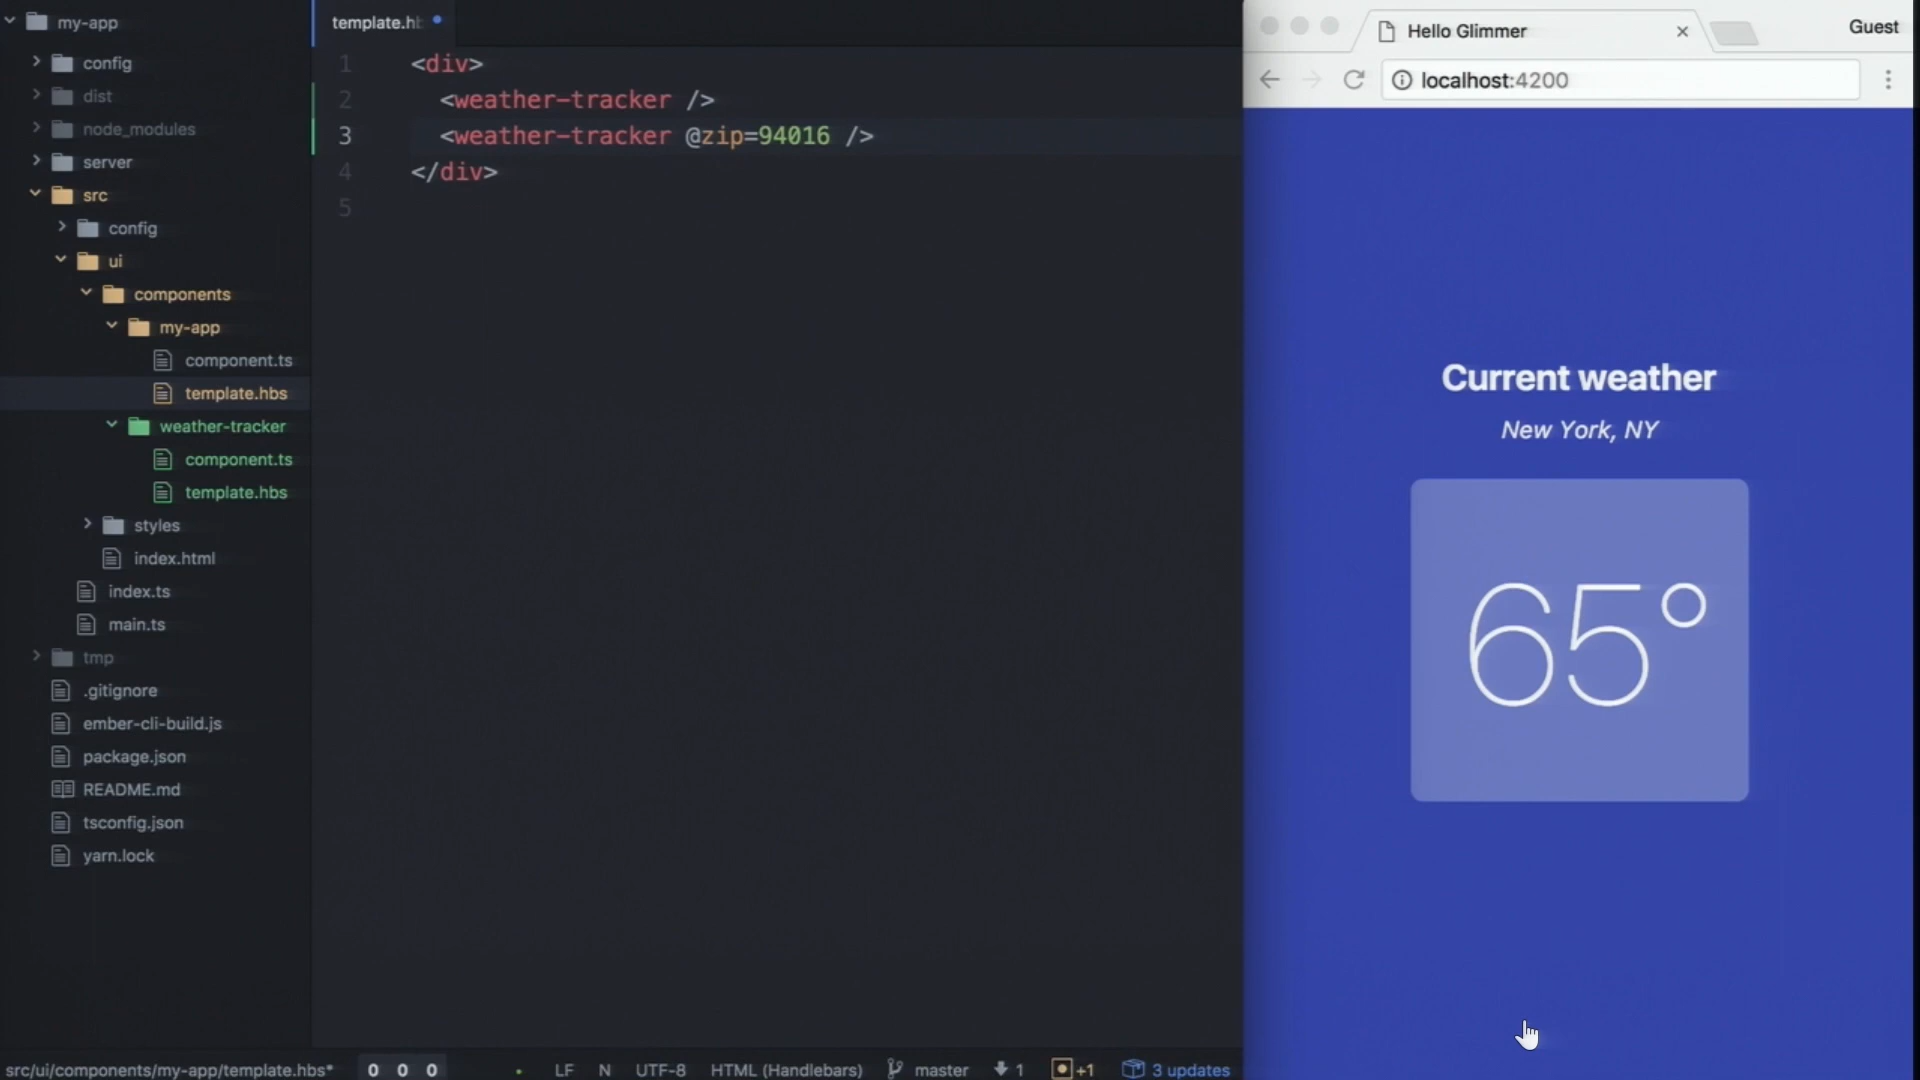 my-app
config
dist
node_modules
server
src
config
ui
components
my-app
component.ts
template.hbs
weather-tracker
component.ts
template.hbs
styles
index.html
index.ts
main.ts
tmp
.gitignore
ember-cli-build.js
package.json
README.md
tsconfig.json
yarn.lock
template.hb
1 <div>
2 <weather-tracker />
3 <weather-tracker @zip=94016 />
4 </div>
5
src/ui/components/my-app/template.hbs* 0 0 0 LF N UTF-8 HTML (Handlebars) master 1 +1 3 updates
Hello Glimmer
Guest
localhost:4200
Current weather
New York, NY
65°